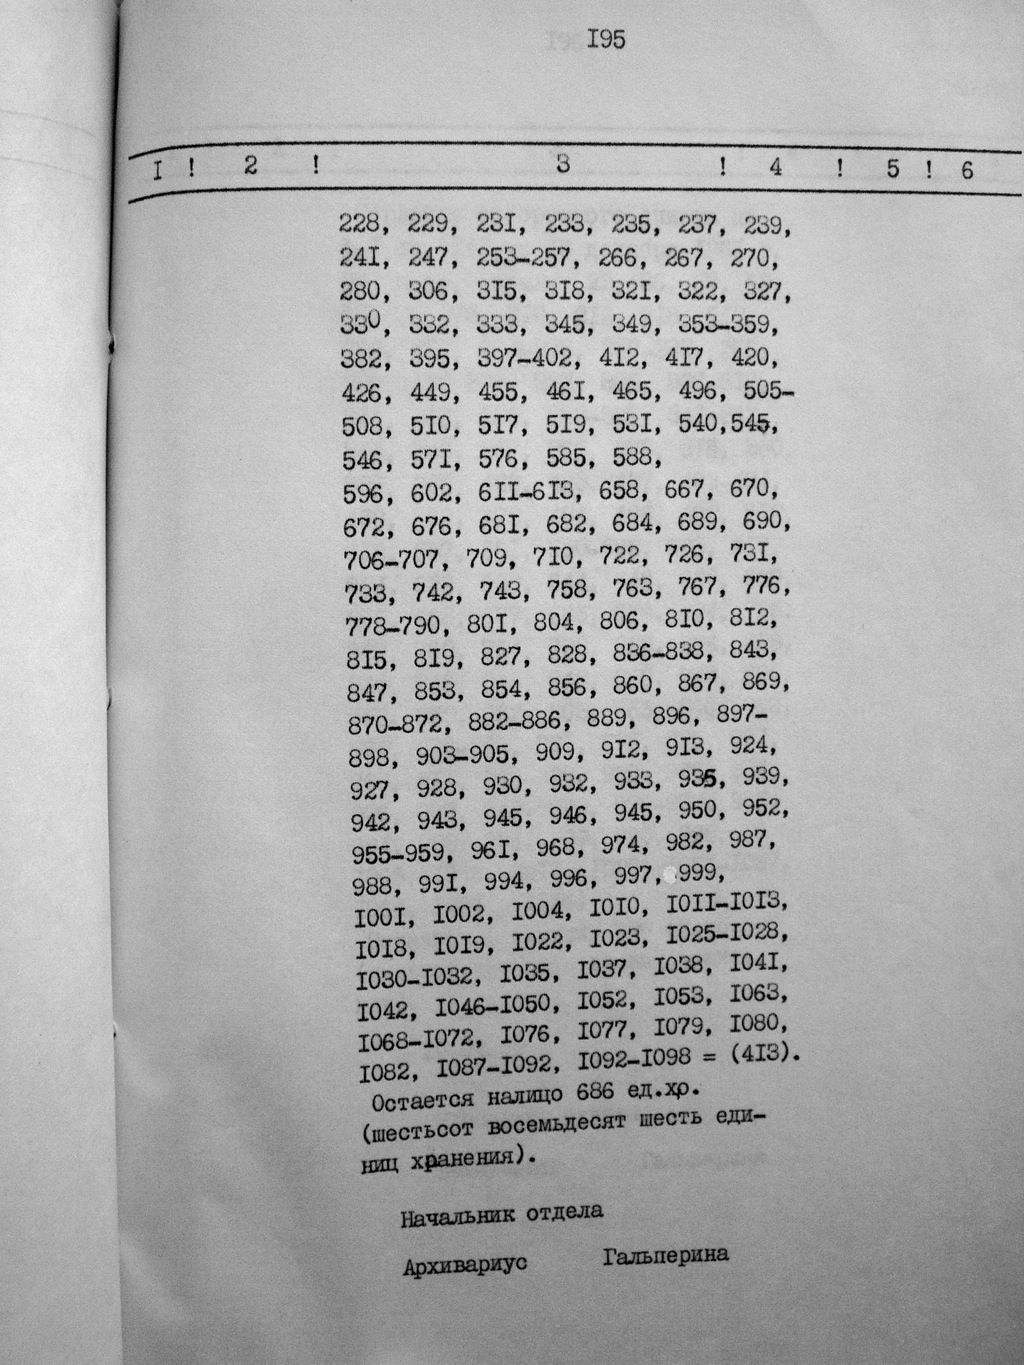 I95
I ! 2 ! 3 ! 4 ! 5 ! 6
228, 229, 23I, 233, 235, 237, 239,
24I, 247, 253-257, 266, 267, 270,
280, 306, 3I5, 3I8, 32I, 322, 327,
330, 332, 333, 345, 349, 353-359,
382, 395, 397-402, 4I2, 4I7, 420,
426, 449, 455, 46I, 465, 496, 505-
508, 5I0, 5I7, 5I9, 53I, 540,545,
546, 57I, 576, 585, 588,
596, 602, 6II-6I3, 658, 667, 670,
672, 676, 68I, 682, 684, 689, 690,
706-707, 709, 7I0, 722, 726, 73I,
733, 742, 743, 758, 763, 767, 776,
778-790, 80I, 804, 806, 8I0, 8I2,
8I5, 8I9, 827, 828, 836-838, 843,
847, 853, 854, 856, 860, 867, 869,
870-872, 882-886, 889, 896, 897-
898, 903-905, 909, 9I2, 9I3, 924,
927, 928, 930, 932, 933, 935, 939,
942, 943, 945, 946, 945, 950, 952,
955-959, 96I, 968, 974, 982, 987,
988, 99I, 994, 996, 997, 999,
I00I, I002, I004, I0I0, I0II-I0I3,
I0I8, I0I9, I022, I023, I025-I028,
I030-I032, I035, I037, I038, I04I,
I042, I046-I050, I052, I053, I063,
I068-I072, I076, I077, I079, I080,
I082, I087-I092, I092-I098 = (4I3).
Остается налицо 686 ед.хр.
(шестьсот восемьдесят шесть еди-
ниц хранения).
Начальник отдела
Архивариус Гальперина